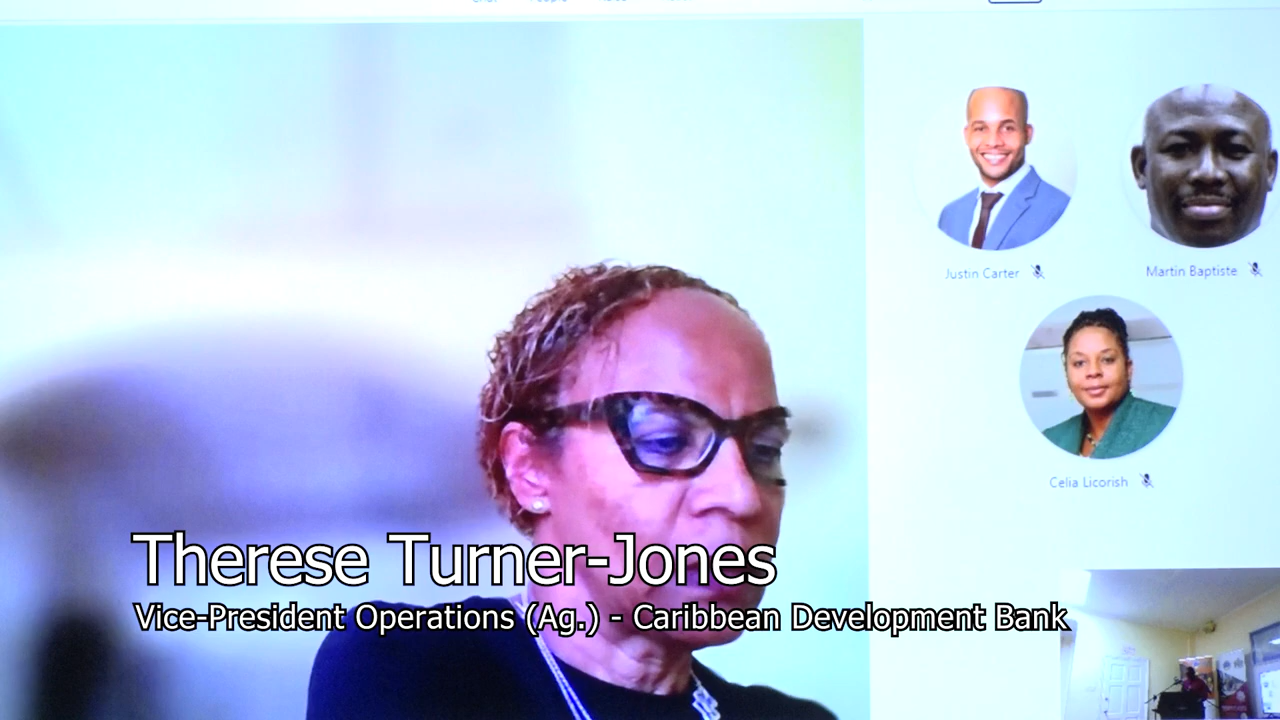 Justin Carter
Martin Baptiste
Celia Licorish
Therese Turner-Jones
Vice-President Operations (Ag.) - Caribbean Development Bank